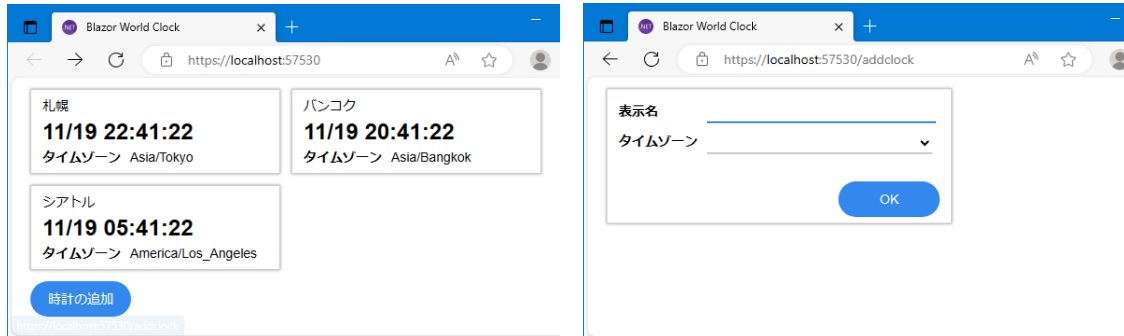 Blazor World Clock
https://localhost:57530
札幌
11/19 22:41:22
タイムゾーン Asia/Tokyo
バンコク
11/19 20:41:22
タイムゾーン Asia/Bangkok
シアトル
11/19 05:41:22
タイムゾーン America/Los_Angeles
時計の追加
https://localhost:57530/addclock
Blazor World Clock
https://localhost:57530/addclock
表示名
タイムゾーン
OK